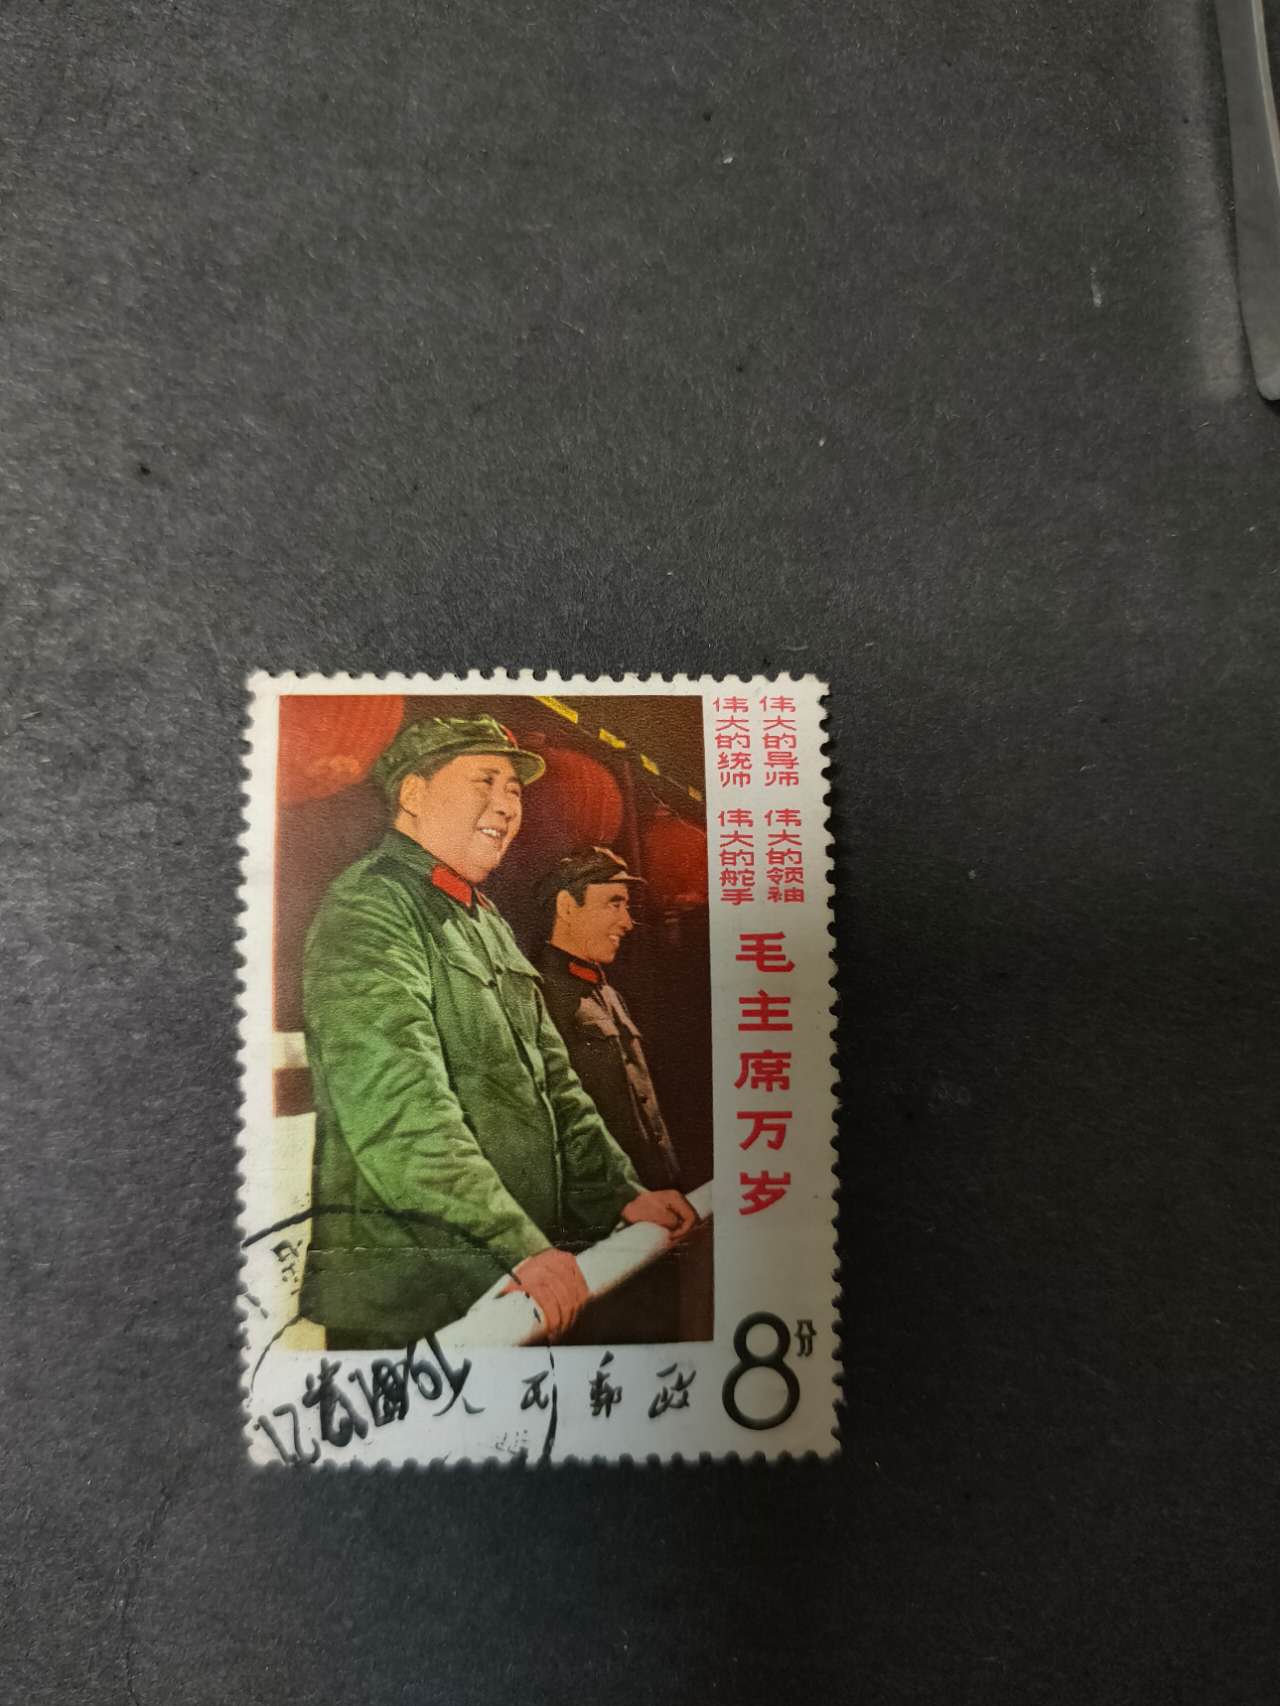 伟大的导师 伟大的领袖
伟大的统帅 伟大的舵手
毛主席万岁
8分
人民郵政